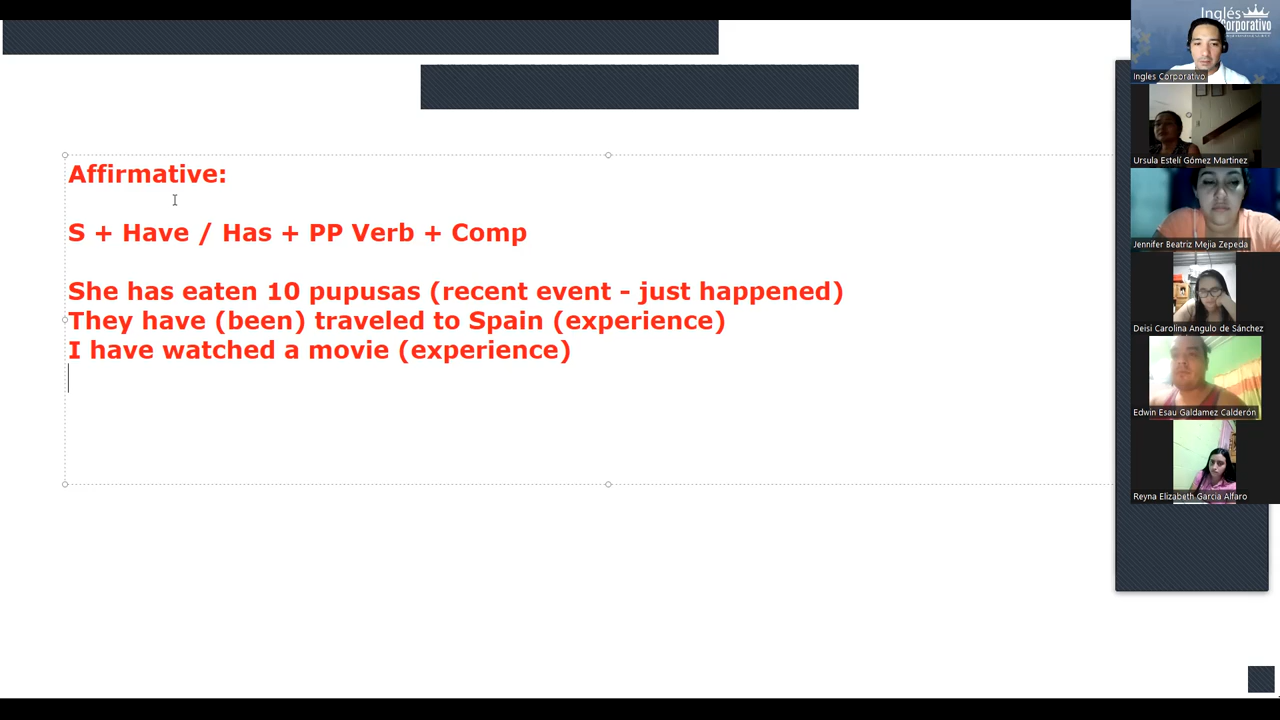 Affirmative:
S + Have / Has + PP Verb + Comp
She has eaten 10 pupusas (recent event - just happened)
They have (been) traveled to Spain (experience)
I have watched a movie (experience)
Inglés
Corporativo
Ingles Corporativo
Ursula Estelí Gómez Martinez
Jennifer Beatriz Mejia Zepeda
Deisi Carolina Angulo de Sánchez
Edwin Esau Galdamez Calderón
Reyna Elizabeth Garcia Alfaro